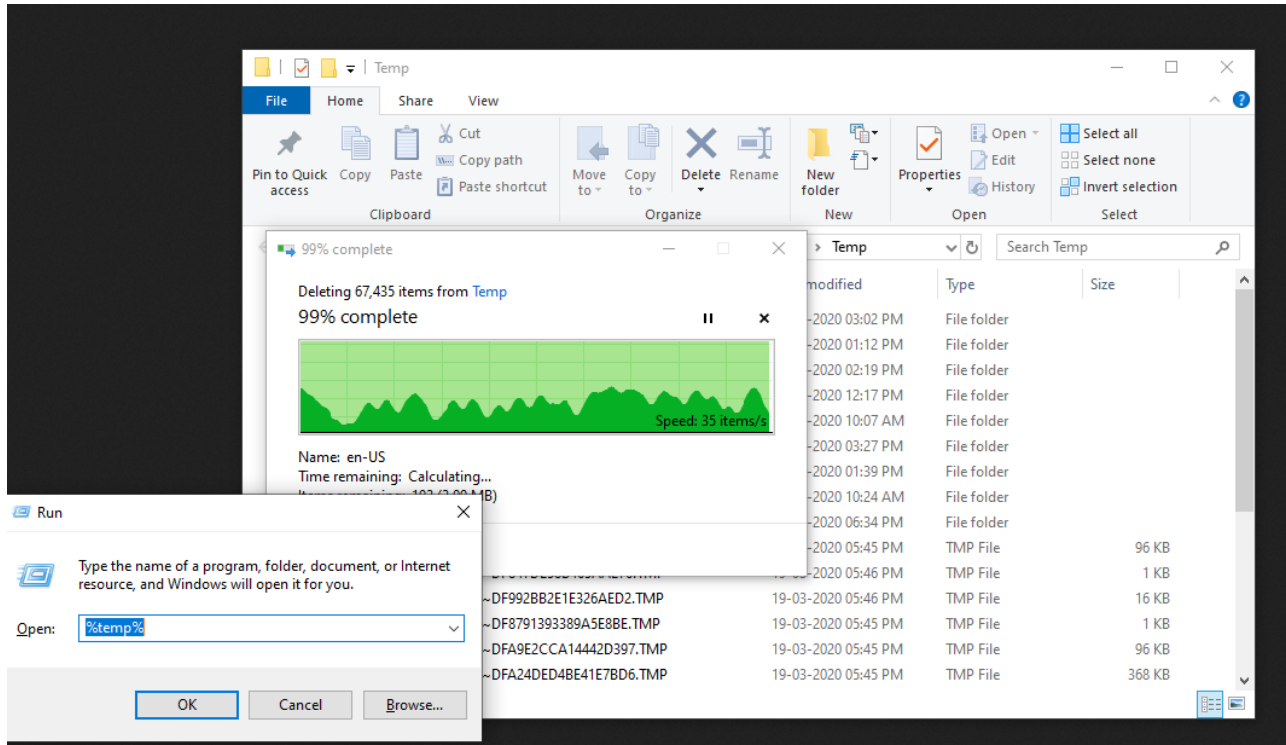 Temp
File Home Share View
Pin to Quick access
Copy
Paste
Cut
Copy path
Paste shortcut
Clipboard
Move to
Copy to
Delete
Rename
Organize
New folder
New
Properties
Open
Edit
History
Open
Select all
Select none
Invert selection
Select
> Temp
Search Temp
modified Type Size
-2020 03:02 PM File folder
-2020 01:12 PM File folder
-2020 02:19 PM File folder
-2020 12:17 PM File folder
-2020 10:07 AM File folder
-2020 03:27 PM File folder
-2020 01:39 PM File folder
-2020 10:24 AM File folder
-2020 06:34 PM File folder
-2020 05:45 PM TMP File 96 KB
-2020 05:46 PM TMP File 1 KB
~DF992BB2E1E326AED2.TMP 19-03-2020 05:46 PM TMP File 16 KB
~DF8791393389A5E8BE.TMP 19-03-2020 05:45 PM TMP File 1 KB
~DFA9E2CCA14442D397.TMP 19-03-2020 05:45 PM TMP File 96 KB
~DFA24DED4BE41E7BD6.TMP 19-03-2020 05:45 PM TMP File 368 KB
99% complete
Deleting 67,435 items from Temp
99% complete
Speed: 35 items/s
Name: en-US
Time remaining: Calculating...
Run
Type the name of a program, folder, document, or Internet
resource, and Windows will open it for you.
Open: %temp%
OK Cancel Browse...